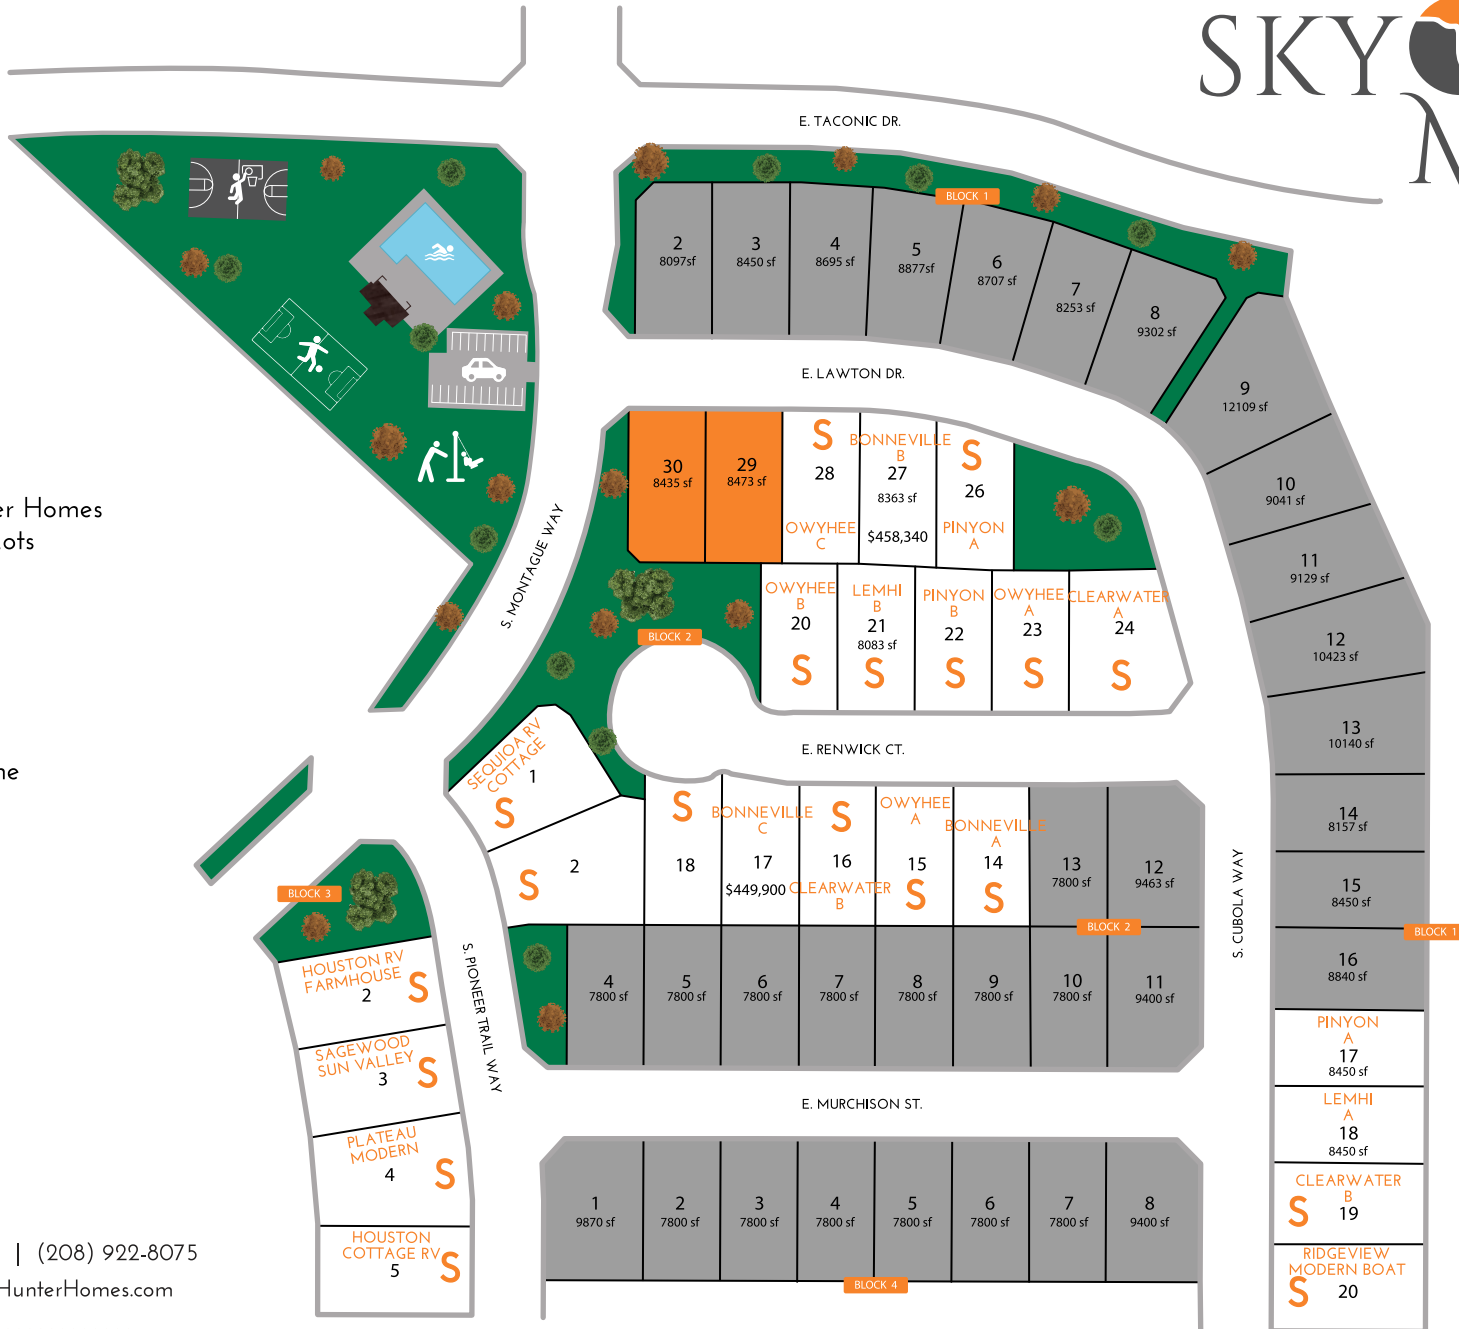 SKY
E. TACONIC DR.
BLOCK 1
2
8097sf
3
8450 sf
4
8695 sf
5
8877sf
6
8707 sf
7
8253 sf
8
9302 sf
9
12109 sf
10
9041 sf
11
9129 sf
12
10423 sf
13
10140 sf
14
8157 sf
15
8450 sf
BLOCK 1
16
8840 sf
PINYON
A
17
8450 sf
LEMHI
A
18
8450 sf
CLEARWATER
B
S
19
RIDGEVIEW
MODERN BOAT
S
20
E. LAWTON DR.
30
8435 sf
29
8473 sf
S
28
OWYHEE
C
BONNEVILLE
B
27
8363 sf
$458,340
S
26
PINYON
A
er Homes
ots
S. MONTAGUE WAY
BLOCK 2
OWYHEE
B
20
S
LEMHI
B
21
8083 sf
S
PINYON
B
22
S
OWYHEE
A
23
S
CLEARWATER
A
24
S
E. RENWICK CT.
ne
SEQUIOA RV
COTTAGE
1
S
2
S
S
18
BONNEVILLE
C
17
$449,900
S
16
CLEARWATER
B
OWYHEE
A
15
S
BONNEVILLE
A
14
S
13
7800 sf
12
9463 sf
BLOCK 2
S. CUBOLA WAY
4
7800 sf
5
7800 sf
6
7800 sf
7
7800 sf
8
7800 sf
9
7800 sf
10
7800 sf
11
9400 sf
BLOCK 3
S. PIONEER TRAIL WAY
HOUSTON RV
FARMHOUSE
2
S
SAGEWOOD
SUN VALLEY
3
S
PLATEAU
MODERN
4
S
HOUSTON
COTTAGE RV
5
S
E. MURCHISON ST.
1
9870 sf
2
7800 sf
3
7800 sf
4
7800 sf
5
7800 sf
6
7800 sf
7
7800 sf
8
9400 sf
BLOCK 4
| (208) 922-8075
HunterHomes.com